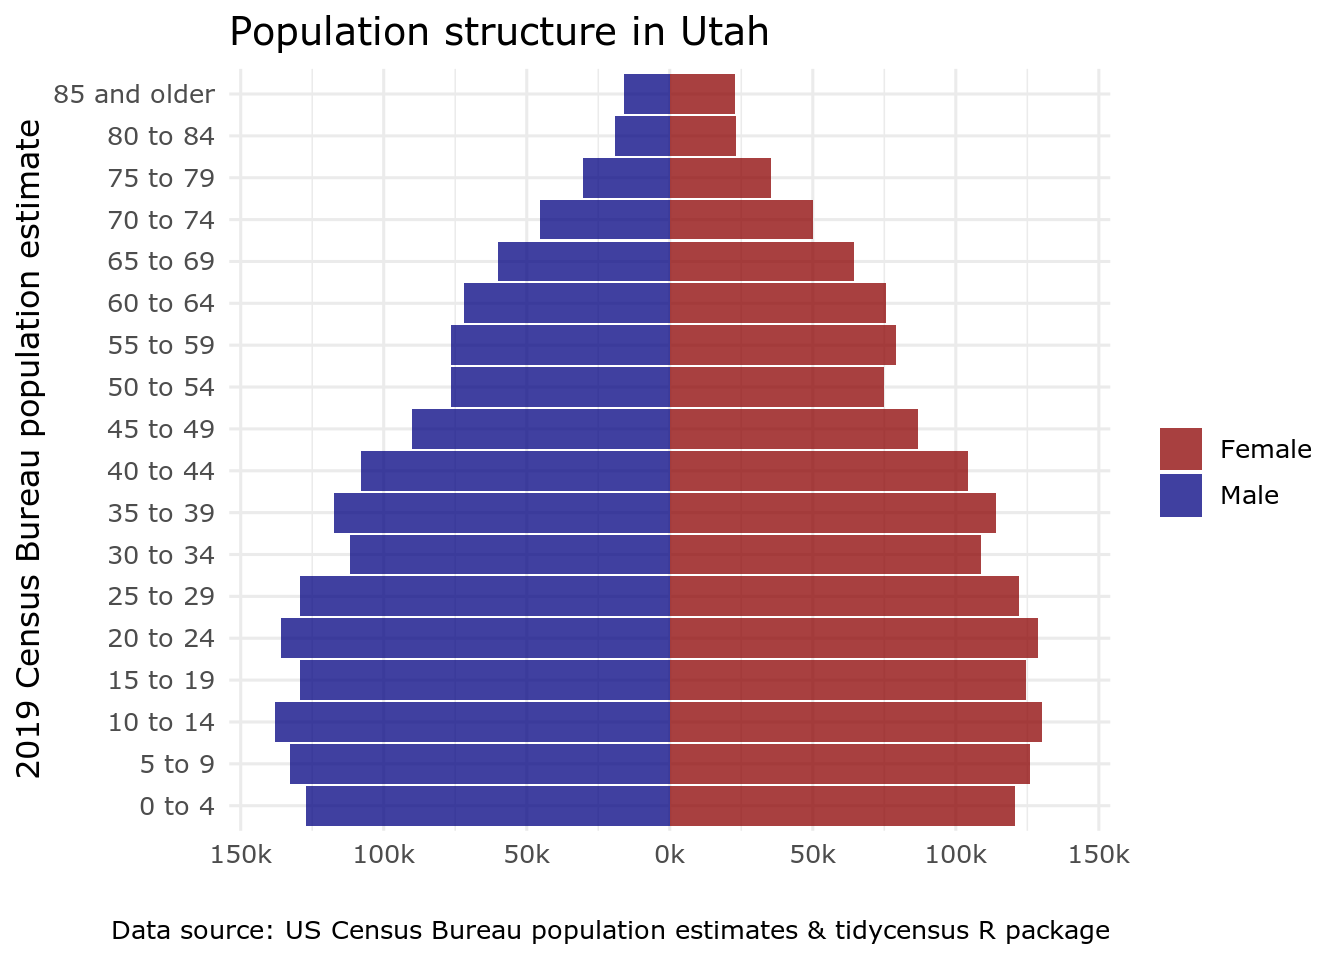 Population structure in Utah
2019 Census Bureau population estimate
85 and older
80 to 84
75 to 79
70 to 74
65 to 69
60 to 64
55 to 59
50 to 54
45 to 49
40 to 44
35 to 39
30 to 34
25 to 29
20 to 24
15 to 19
10 to 14
5 to 9
0 to 4
150k 100k 50k 0k 50k 100k 150k
Female
Male
Data source: US Census Bureau population estimates & tidycensus R package